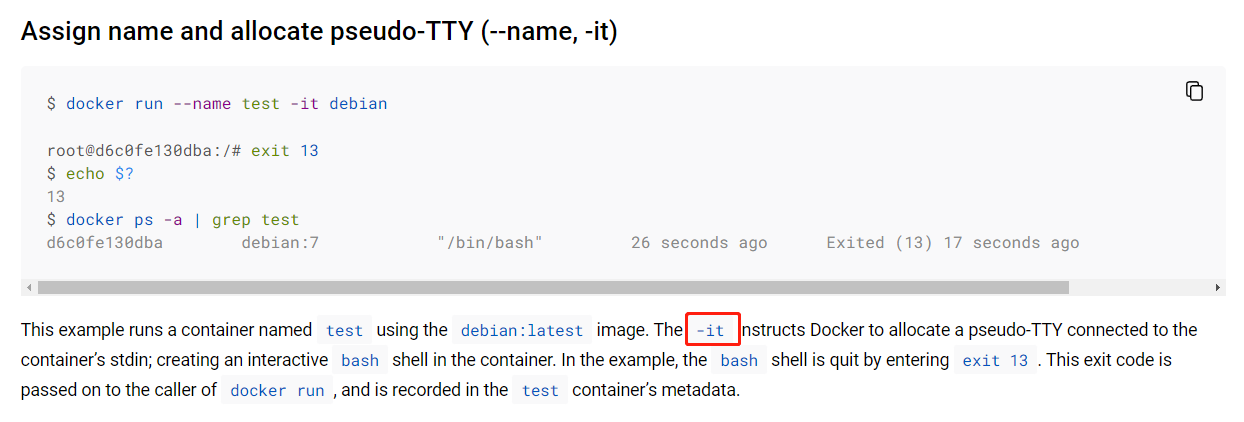 Assign name and allocate pseudo-TTY (--name, -it)
$ docker run --name test -it debian
root@d6c0fe130dba:/# exit 13
$ echo $?
13
$ docker ps -a | grep test
d6c0fe130dba        debian:7            "/bin/bash"         26 seconds ago      Exited (13) 17 seconds ago
This example runs a container named test using the debian:latest image. The -it nstructs Docker to allocate a pseudo-TTY connected to the
container’s stdin; creating an interactive bash shell in the container. In the example, the bash shell is quit by entering exit 13 . This exit code is
passed on to the caller of docker run , and is recorded in the test container’s metadata.